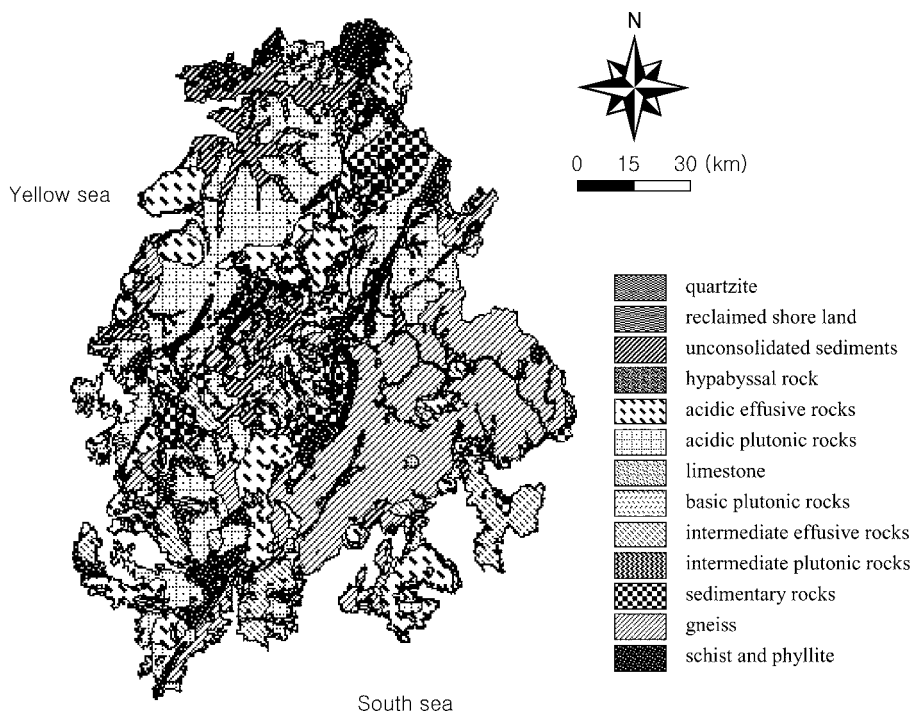 N
0 15 30 (km)
Yellow sea
quartzite
reclaimed shore land
unconsolidated sediments
hypabyssal rock
acidic effusive rocks
acidic plutonic rocks
limestone
basic plutonic rocks
intermediate effusive rocks
intermediate plutonic rocks
sedimentary rocks
gneiss
schist and phyllite
South sea